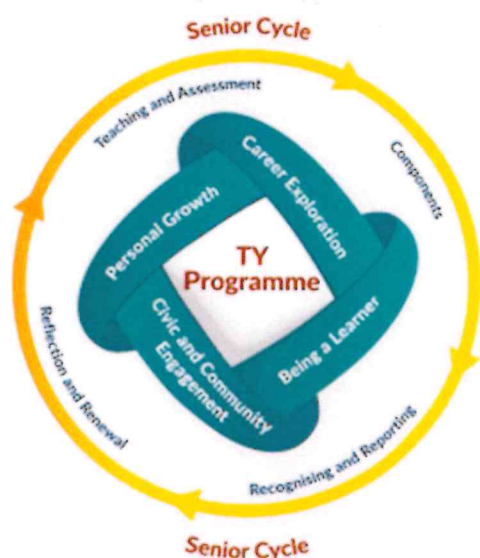 Senior Cycle
Teaching and Assessment
Components
Career Exploration
Personal Growth
TY
Programme
Being a Learner
Civic and Community
Engagement
Reflection and Renewal
Recognising and Reporting
Senior Cycle